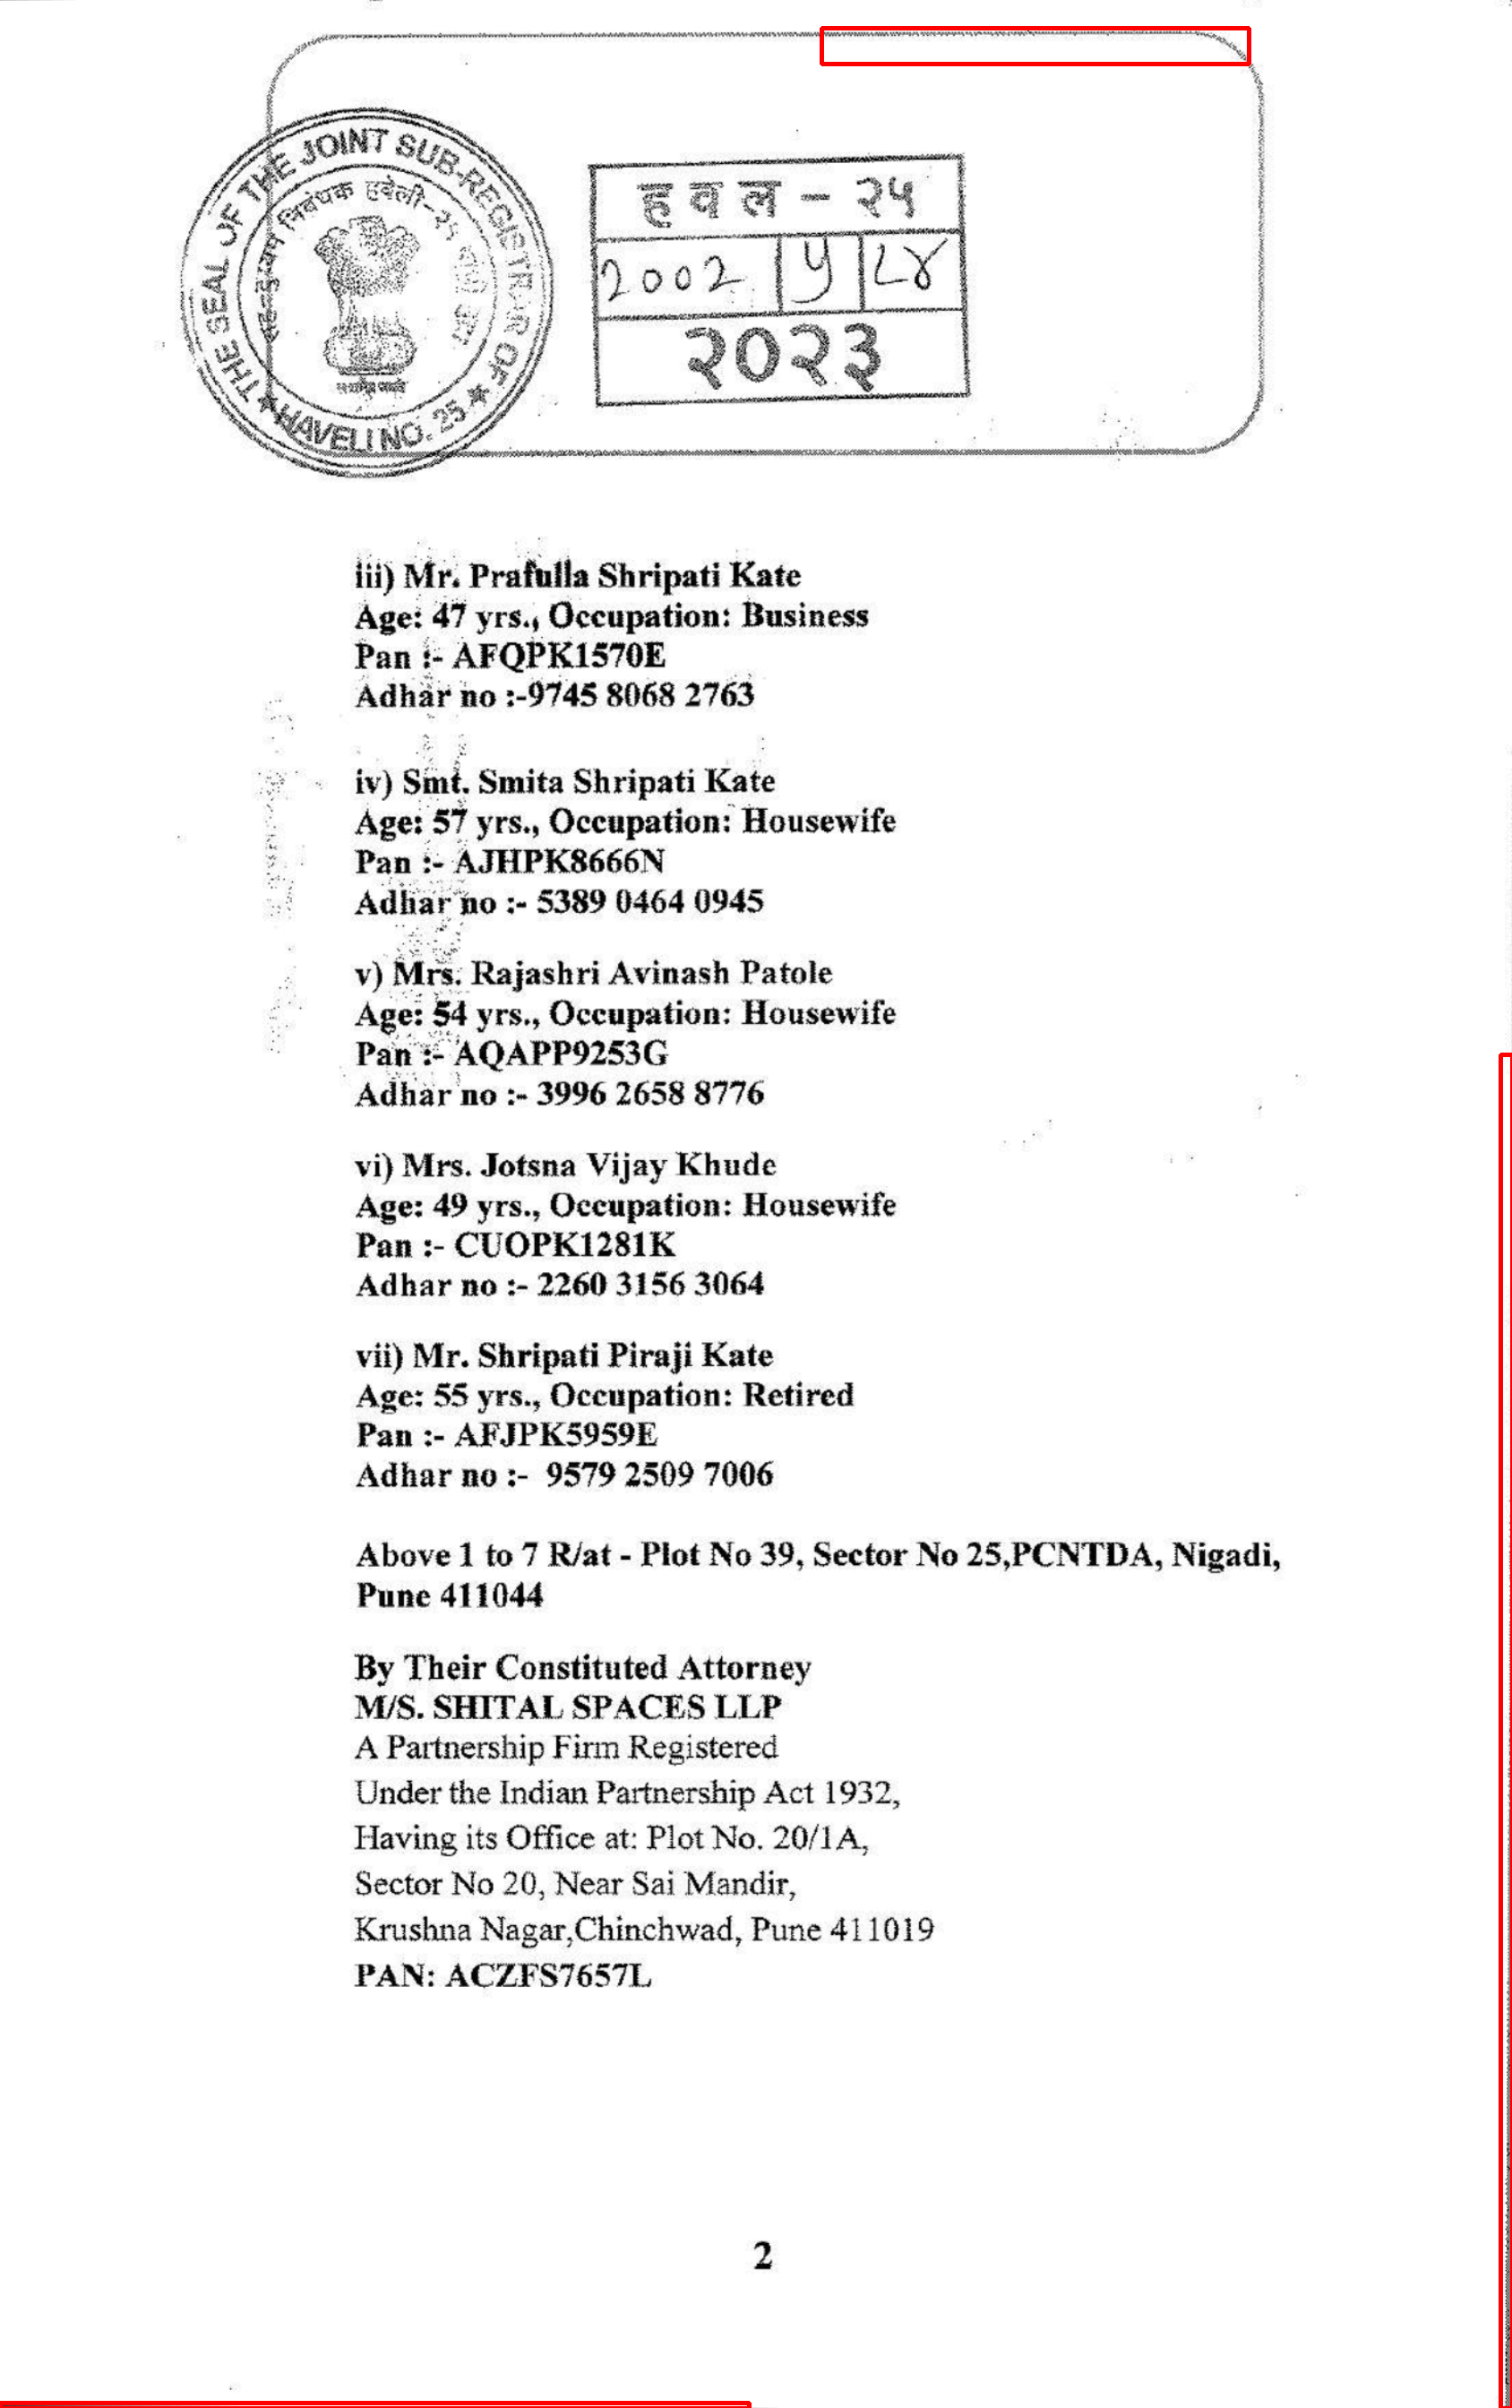 THE SEAL OF THE JOINT SUB-REGISTRAR OF
HAVELI NO. 25
हवल - २५
2002 | ५ | ८४
२०२३
iii) Mr. Prafulla Shripati Kate
Age: 47 yrs., Occupation: Business
Pan :- AFQPK1570E
Adhar no :-9745 8068 2763
iv) Smt. Smita Shripati Kate
Age: 57 yrs., Occupation: Housewife
Pan :- AJHPK8666N
Adhar no :- 5389 0464 0945
v) Mrs. Rajashri Avinash Patole
Age: 54 yrs., Occupation: Housewife
Pan :- AQAPP9253G
Adhar no :- 3996 2658 8776
vi) Mrs. Jotsna Vijay Khude
Age: 49 yrs., Occupation: Housewife
Pan :- CUOPK1281K
Adhar no :- 2260 3156 3064
vii) Mr. Shripati Piraji Kate
Age: 55 yrs., Occupation: Retired
Pan :- AFJPK5959E
Adhar no :- 9579 2509 7006
Above 1 to 7 R/at - Plot No 39, Sector No 25,PCNTDA, Nigadi,
Pune 411044
By Their Constituted Attorney
M/S. SHITAL SPACES LLP
A Partnership Firm Registered
Under the Indian Partnership Act 1932,
Having its Office at: Plot No. 20/1A,
Sector No 20, Near Sai Mandir,
Krushna Nagar,Chinchwad, Pune 411019
PAN: ACZFS7657L
2